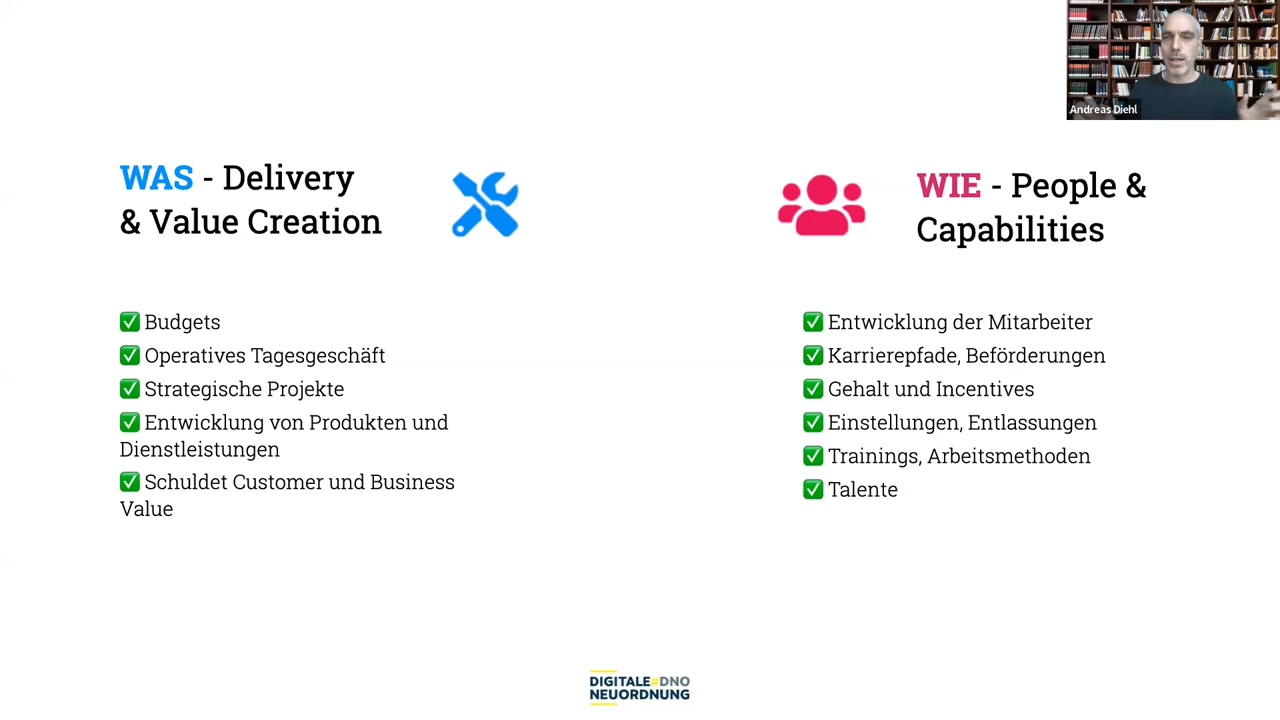 Andreas Diehl
WAS - Delivery
& Value Creation
✅ Budgets
✅ Operatives Tagesgeschäft
✅ Strategische Projekte
✅ Entwicklung von Produkten und
Dienstleistungen
✅ Schuldet Customer und Business
Value
WIE - People &
Capabilities
✅ Entwicklung der Mitarbeiter
✅ Karrierepfade, Beförderungen
✅ Gehalt und Incentives
✅ Einstellungen, Entlassungen
✅ Trainings, Arbeitsmethoden
✅ Talente
DIGITALE#DNO
NEUORDNUNG